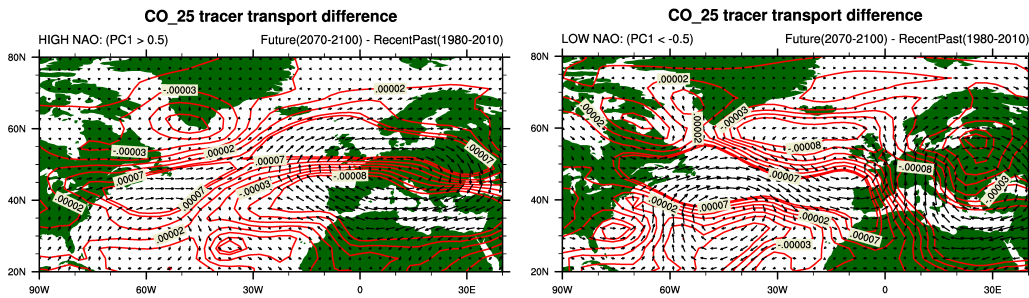 CO_25 tracer transport difference
HIGH NAO: (PC1 > 0.5) Future(2070-2100) - RecentPast(1980-2010)
80N
60N
40N
20N
90W 60W 30W 0 30E
-.00003
.00002
-.00003
-.00002
.00007
.00007
-.00008
.00007
-.00002
.00007
-.00003
.00002
CO_25 tracer transport difference
LOW NAO: (PC1 < -0.5) Future(2070-2100) - RecentPast(1980-2010)
80N
60N
40N
20N
90W 60W 30W 0 30E
.00002
-.00003
-.00008
.00007
-.00008
-.00003
-.00002
.00007
.00002
-.00003
.00007